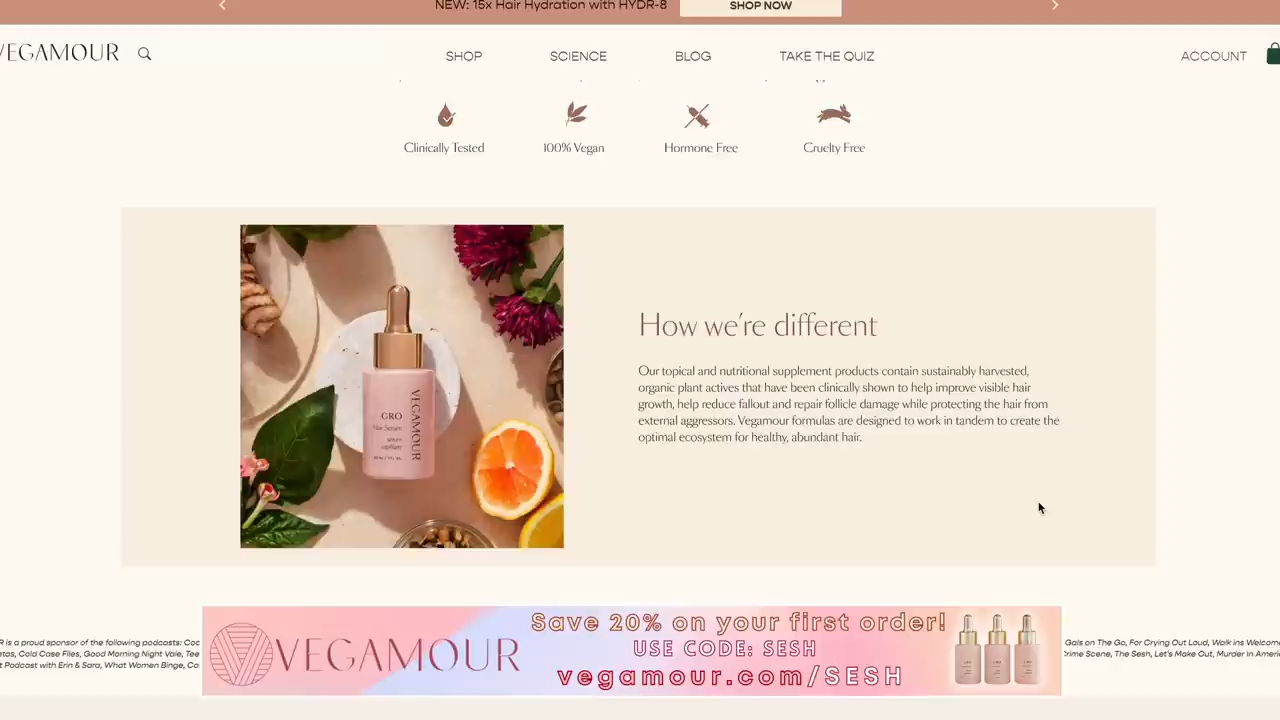 NEW: 15x Hair Hydration with HYDR-8
SHOP NOW
VEGAMOUR
SHOP
SCIENCE
BLOG
TAKE THE QUIZ
ACCOUNT
Clinically Tested
100% Vegan
Hormone Free
Cruelty Free
VEGAMOUR
GRO
Hair Serum
sérum
capillaire
How we're different
Our topical and nutritional supplement products contain sustainably harvested,
organic plant actives that have been clinically shown to help improve visible hair
growth, help reduce fallout and repair follicle damage while protecting the hair from
external aggressors. Vegamour formulas are designed to work in tandem to create the
optimal ecosystem for healthy, abundant hair.
R is a proud sponsor of the following podcasts:
Cold Case Files, Good Morning Night Vale,
Podcast with Erin & Sara, What Women Binge,
VEGAMOUR
Save 20% on your first order!
USE CODE: SESH
vegamour.com/SESH
Gals on The Go, For Crying Out Loud, Walk ins Welcome
Crime Scene, The Sesh, Let's Make Out, Murder in America